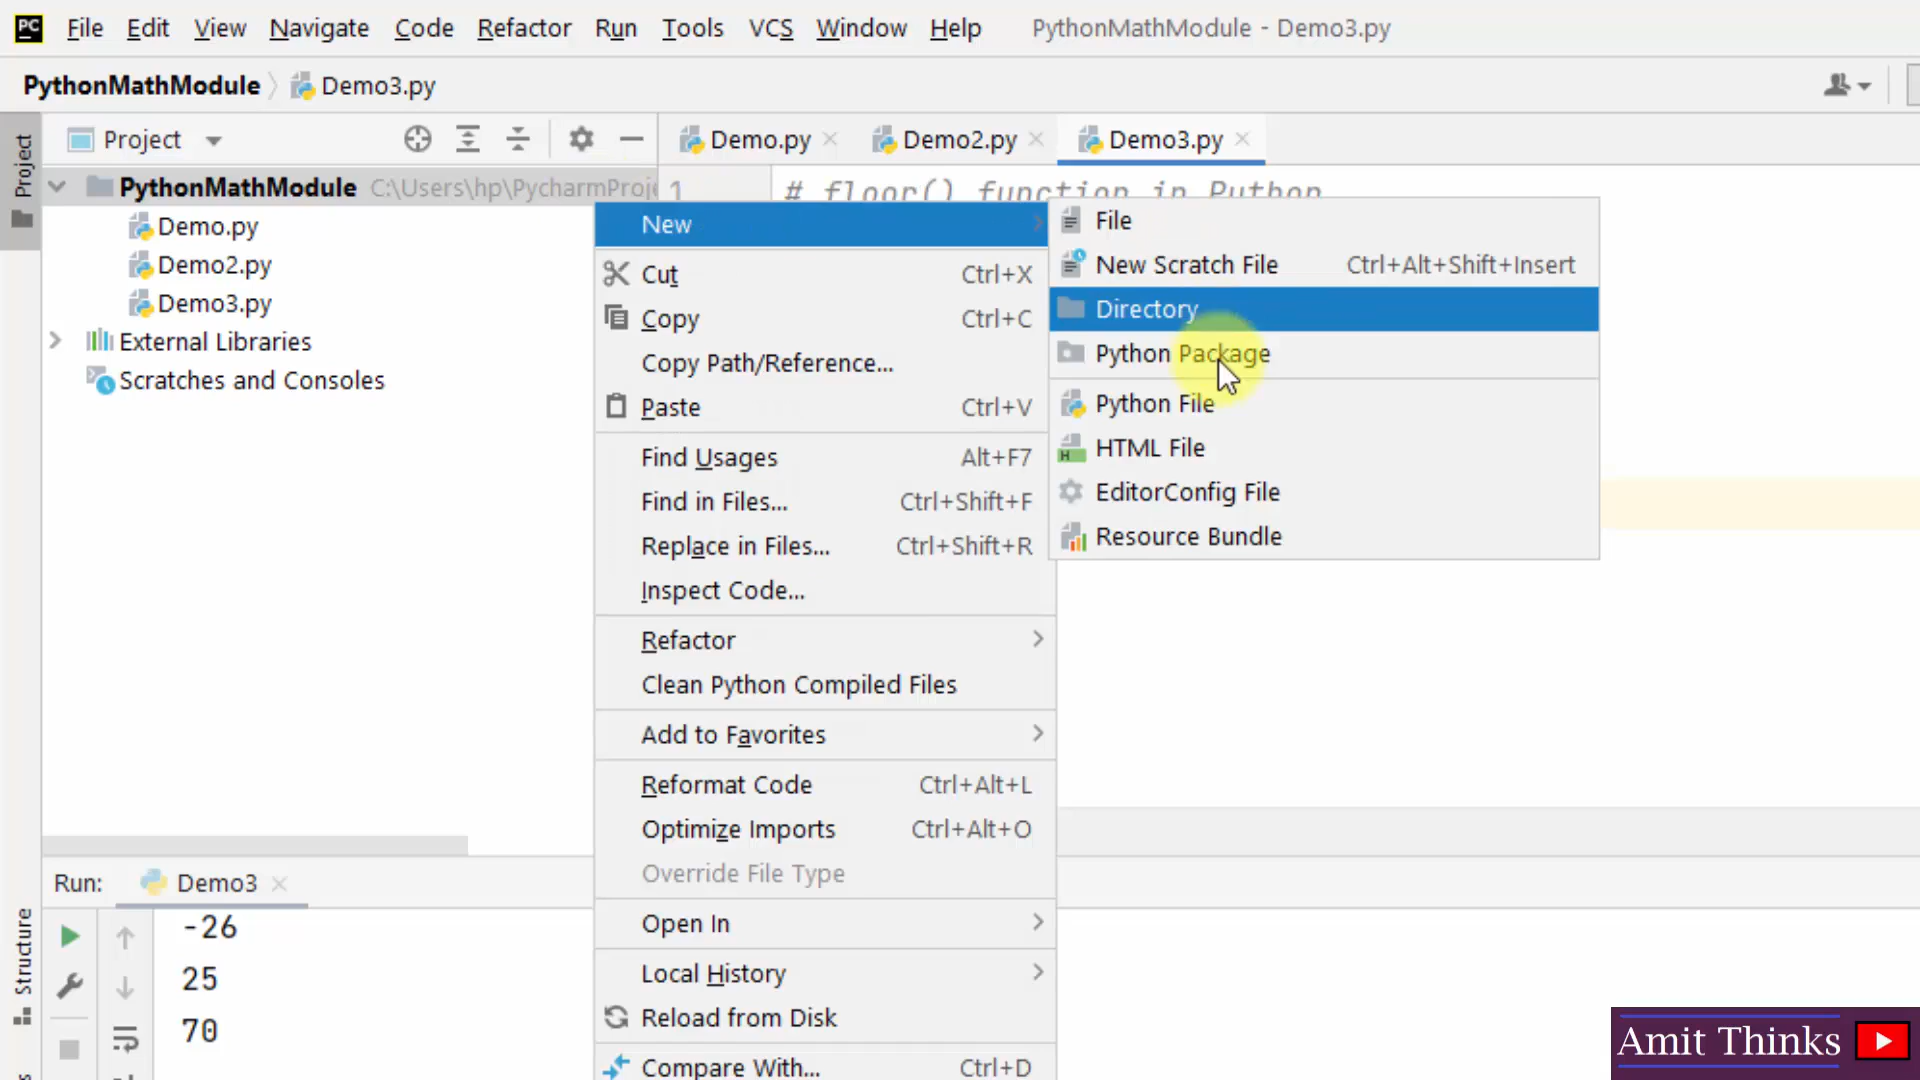 PC File Edit View Navigate Code Refactor Run Tools VCS Window Help PythonMathModule - Demo3.py
PythonMathModule Demo3.py
Project
Project
Demo.py Demo2.py Demo3.py
PythonMathModule C:\Users\hp\PycharmProj
1 # floor() function in Python
Demo.py
Demo2.py
Demo3.py
External Libraries
Scratches and Consoles
New
Cut Ctrl+X
Copy Ctrl+C
Copy Path/Reference...
Paste Ctrl+V
Find Usages Alt+F7
Find in Files... Ctrl+Shift+F
Replace in Files... Ctrl+Shift+R
Inspect Code...
Refactor
Clean Python Compiled Files
Add to Favorites
Reformat Code Ctrl+Alt+L
Optimize Imports Ctrl+Alt+O
Override File Type
Open In
Local History
Reload from Disk
Compare With... Ctrl+D
File
New Scratch File Ctrl+Alt+Shift+Insert
Directory
Python Package
Python File
HTML File
EditorConfig File
Resource Bundle
Run: Demo3
-26
25
70
Structure
Amit Thinks